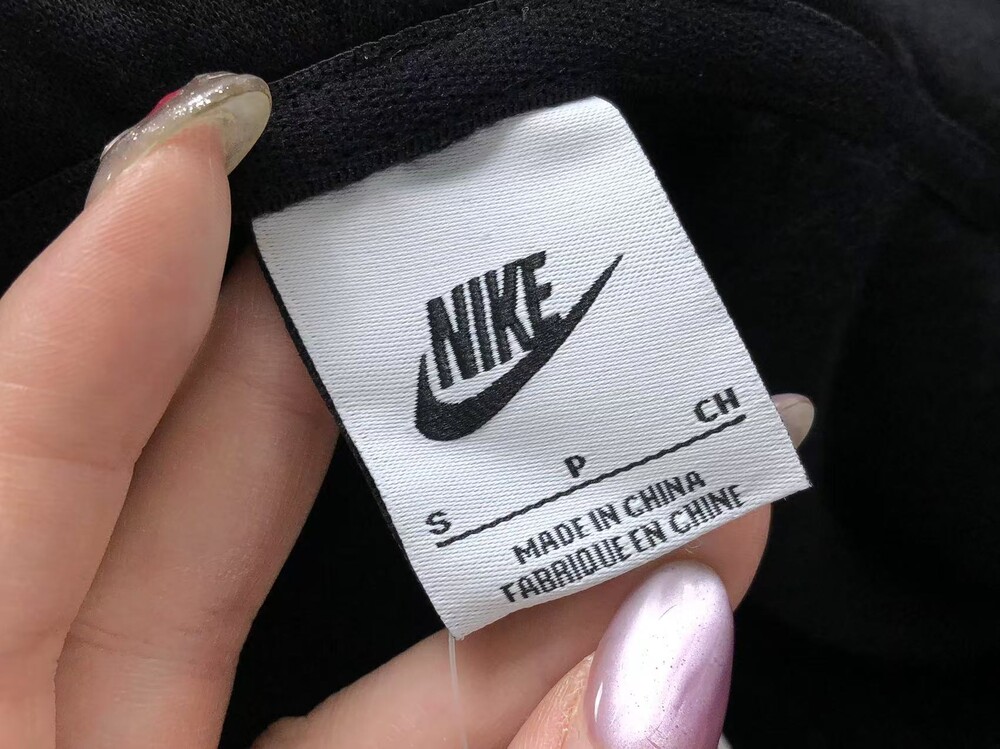 NIKE
S P CH
MADE IN CHINA
FABRIQUE EN CHINE